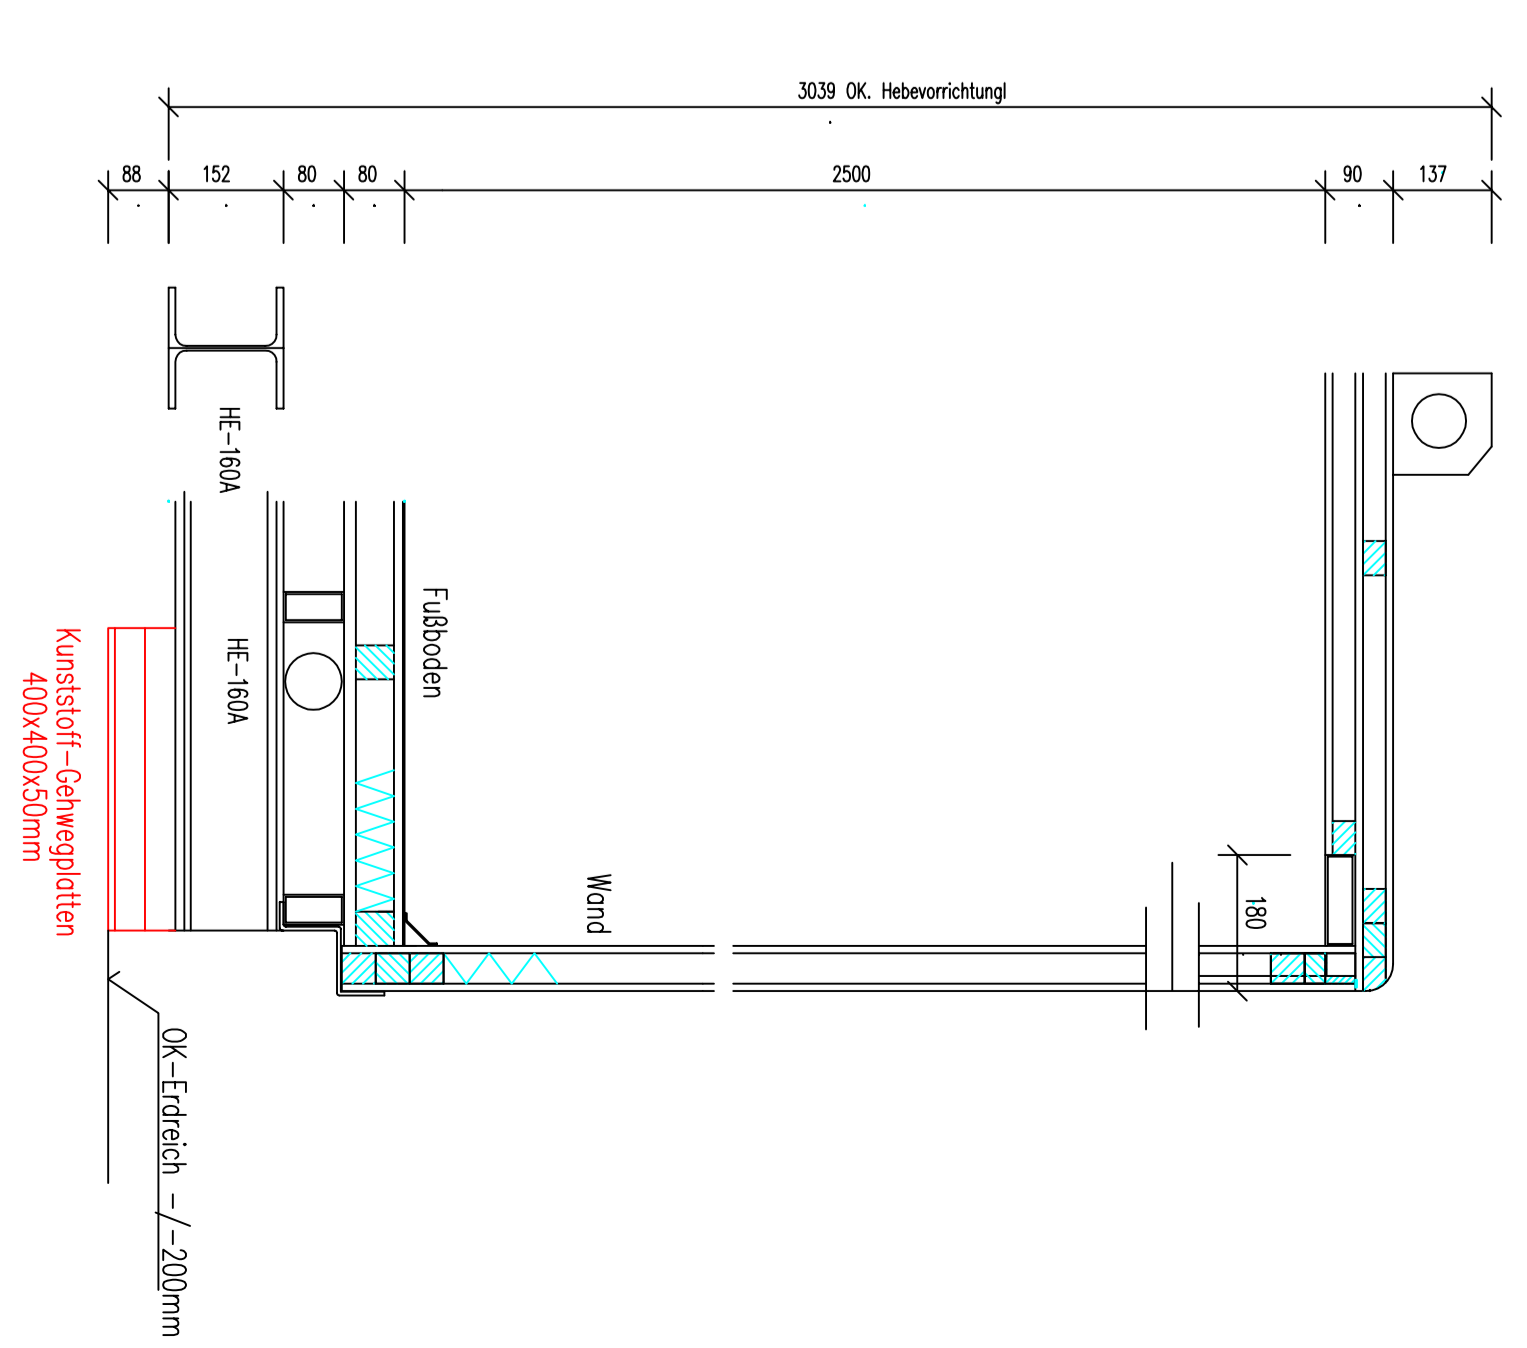 3039 OK. Hebevorrichtungl
88 152 80 80 2500 90 137
HE-160A
HE-160A
Fußboden
Kunststoff-Gehwegplatten
400x400x50mm
Wand
180
OK-Erdreich -/-200mm